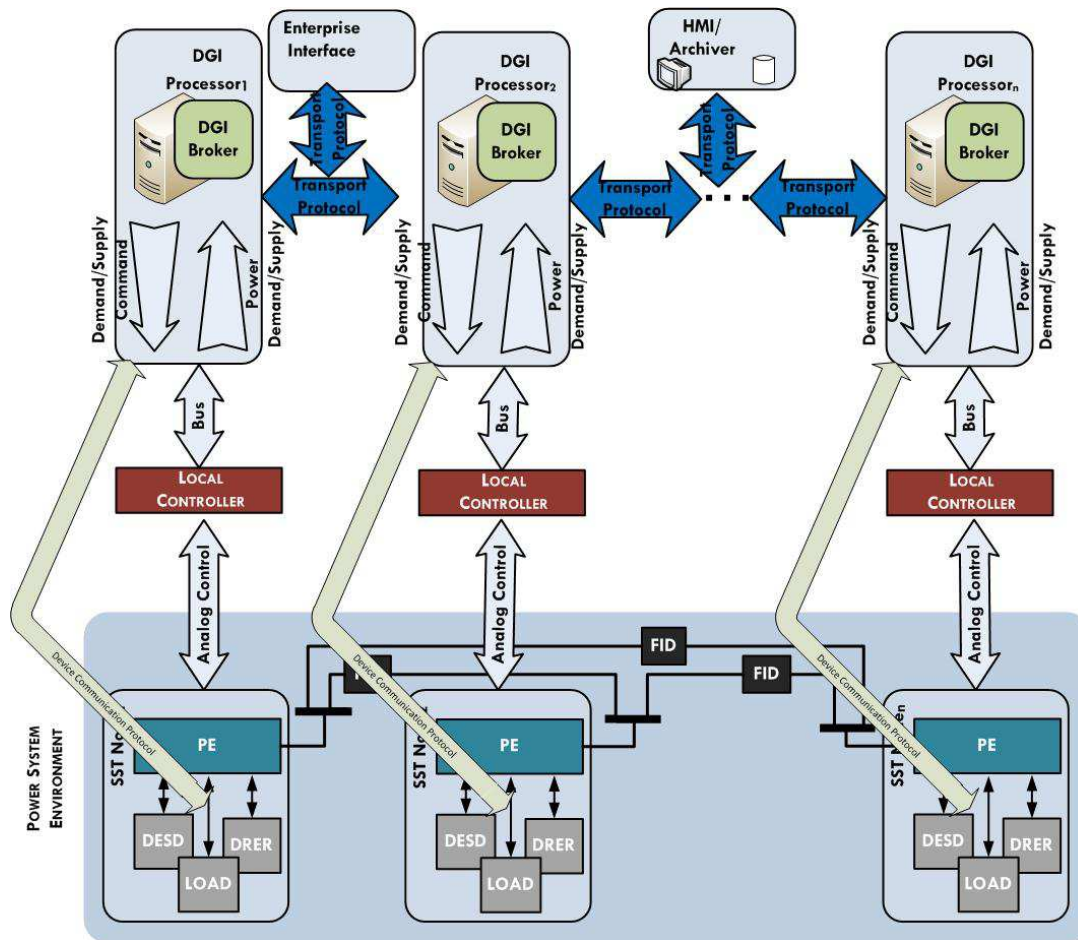 DGI
Processor1
DGI
Broker
Enterprise
Interface
Transport
Protocol
Transport
Protocol
DGI
Processor2
DGI
Broker
HMI/
Archiver
Transport
Protocol
Transport
Protocol
...
Transport
Protocol
DGI
Processorn
DGI
Broker
Demand/Supply
Command
Power
Demand/Supply
Demand/Supply
Command
Power
Demand/Supply
Demand/Supply
Command
Power
Demand/Supply
Bus
Bus
Bus
LOCAL
CONTROLLER
LOCAL
CONTROLLER
LOCAL
CONTROLLER
Analog Control
Analog Control
Analog Control
Device Communication Protocol
Device Communication Protocol
Device Communication Protocol
FID
FID
POWER SYSTEM
ENVIRONMENT
SST
PE
DESD
DRER
LOAD
SST
PE
DESD
DRER
LOAD
SST
PE
DESD
DRER
LOAD